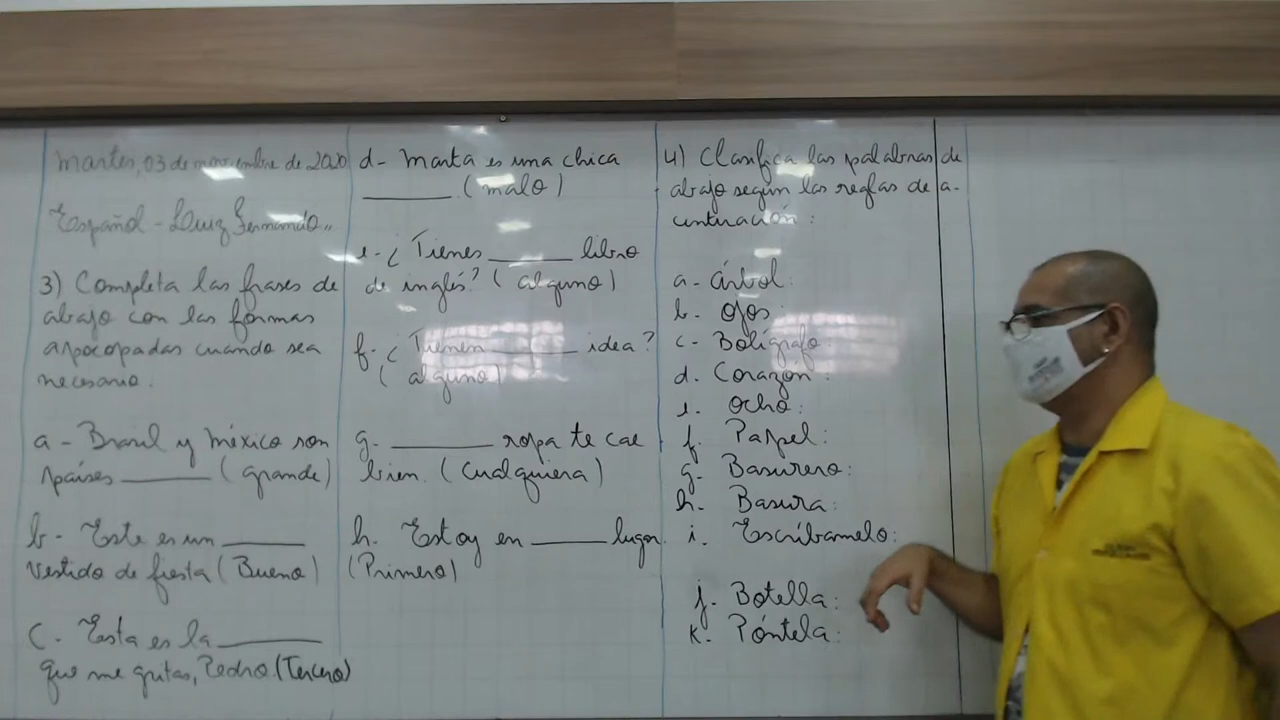 martes, 03 de noviembre de 2020
Español - Luiz Fernando..
3) Completa las frases de
abajo con las formas
apocopadas cuando sea
necesario.
a - Brasil y méxico son
países ______ (grande)
b - Este es un ______
vestido de fiesta (Bueno)
C - Esta es la ______
que me gritas, Pedro. (Tercero)
d - Marta es una chica
______. (malo)
e - ¿Tienes ______ libro
de inglés? (alguno)
f - ¿Tienen ______ idea?
(alguno)
g - ______ ropa te cae
bien. (Cualquiera)
h. Estoy en ______ lugar.
(Primero)
4) Clasifica las palabras de
abajo según las reglas de a-
centuación:
a - árbol:
b. ojos:
c - Bolígrafo:
d. Corazón:
e. Ocho:
f. Papel:
g. Basurero:
h. Basura:
i. Escríbamelo:
j. Botella:
k. Póntela: